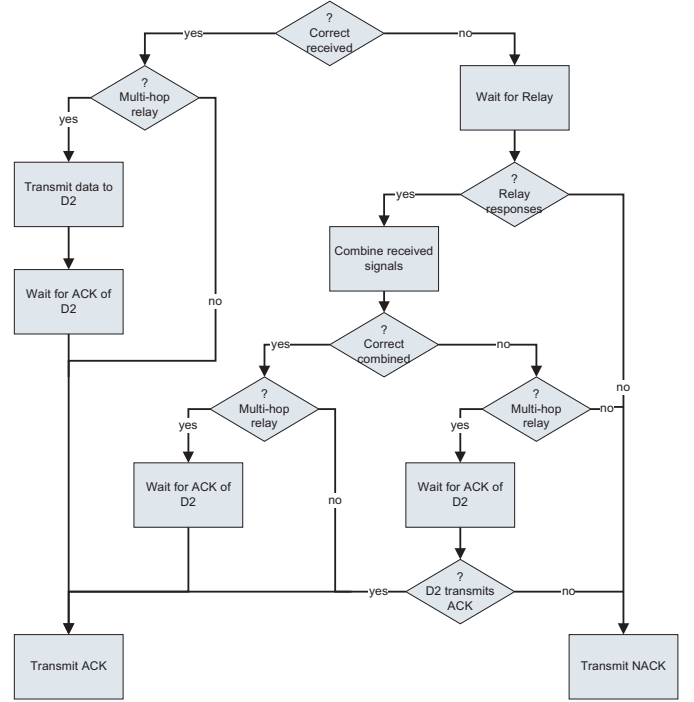 ?
Correct
received
yes
no
?
Multi-hop
relay
Wait for Relay
yes
Transmit data to
D2
?
Relay
responses
yes
Combine received
signals
Wait for ACK of
D2
no
?
Correct
combined
yes
no
no
?
Multi-hop
relay
?
Multi-hop
relay
no
yes
yes
Wait for ACK of
D2
no
Wait for ACK of
D2
?
D2 transmits
ACK
yes
no
Transmit ACK
Transmit NACK